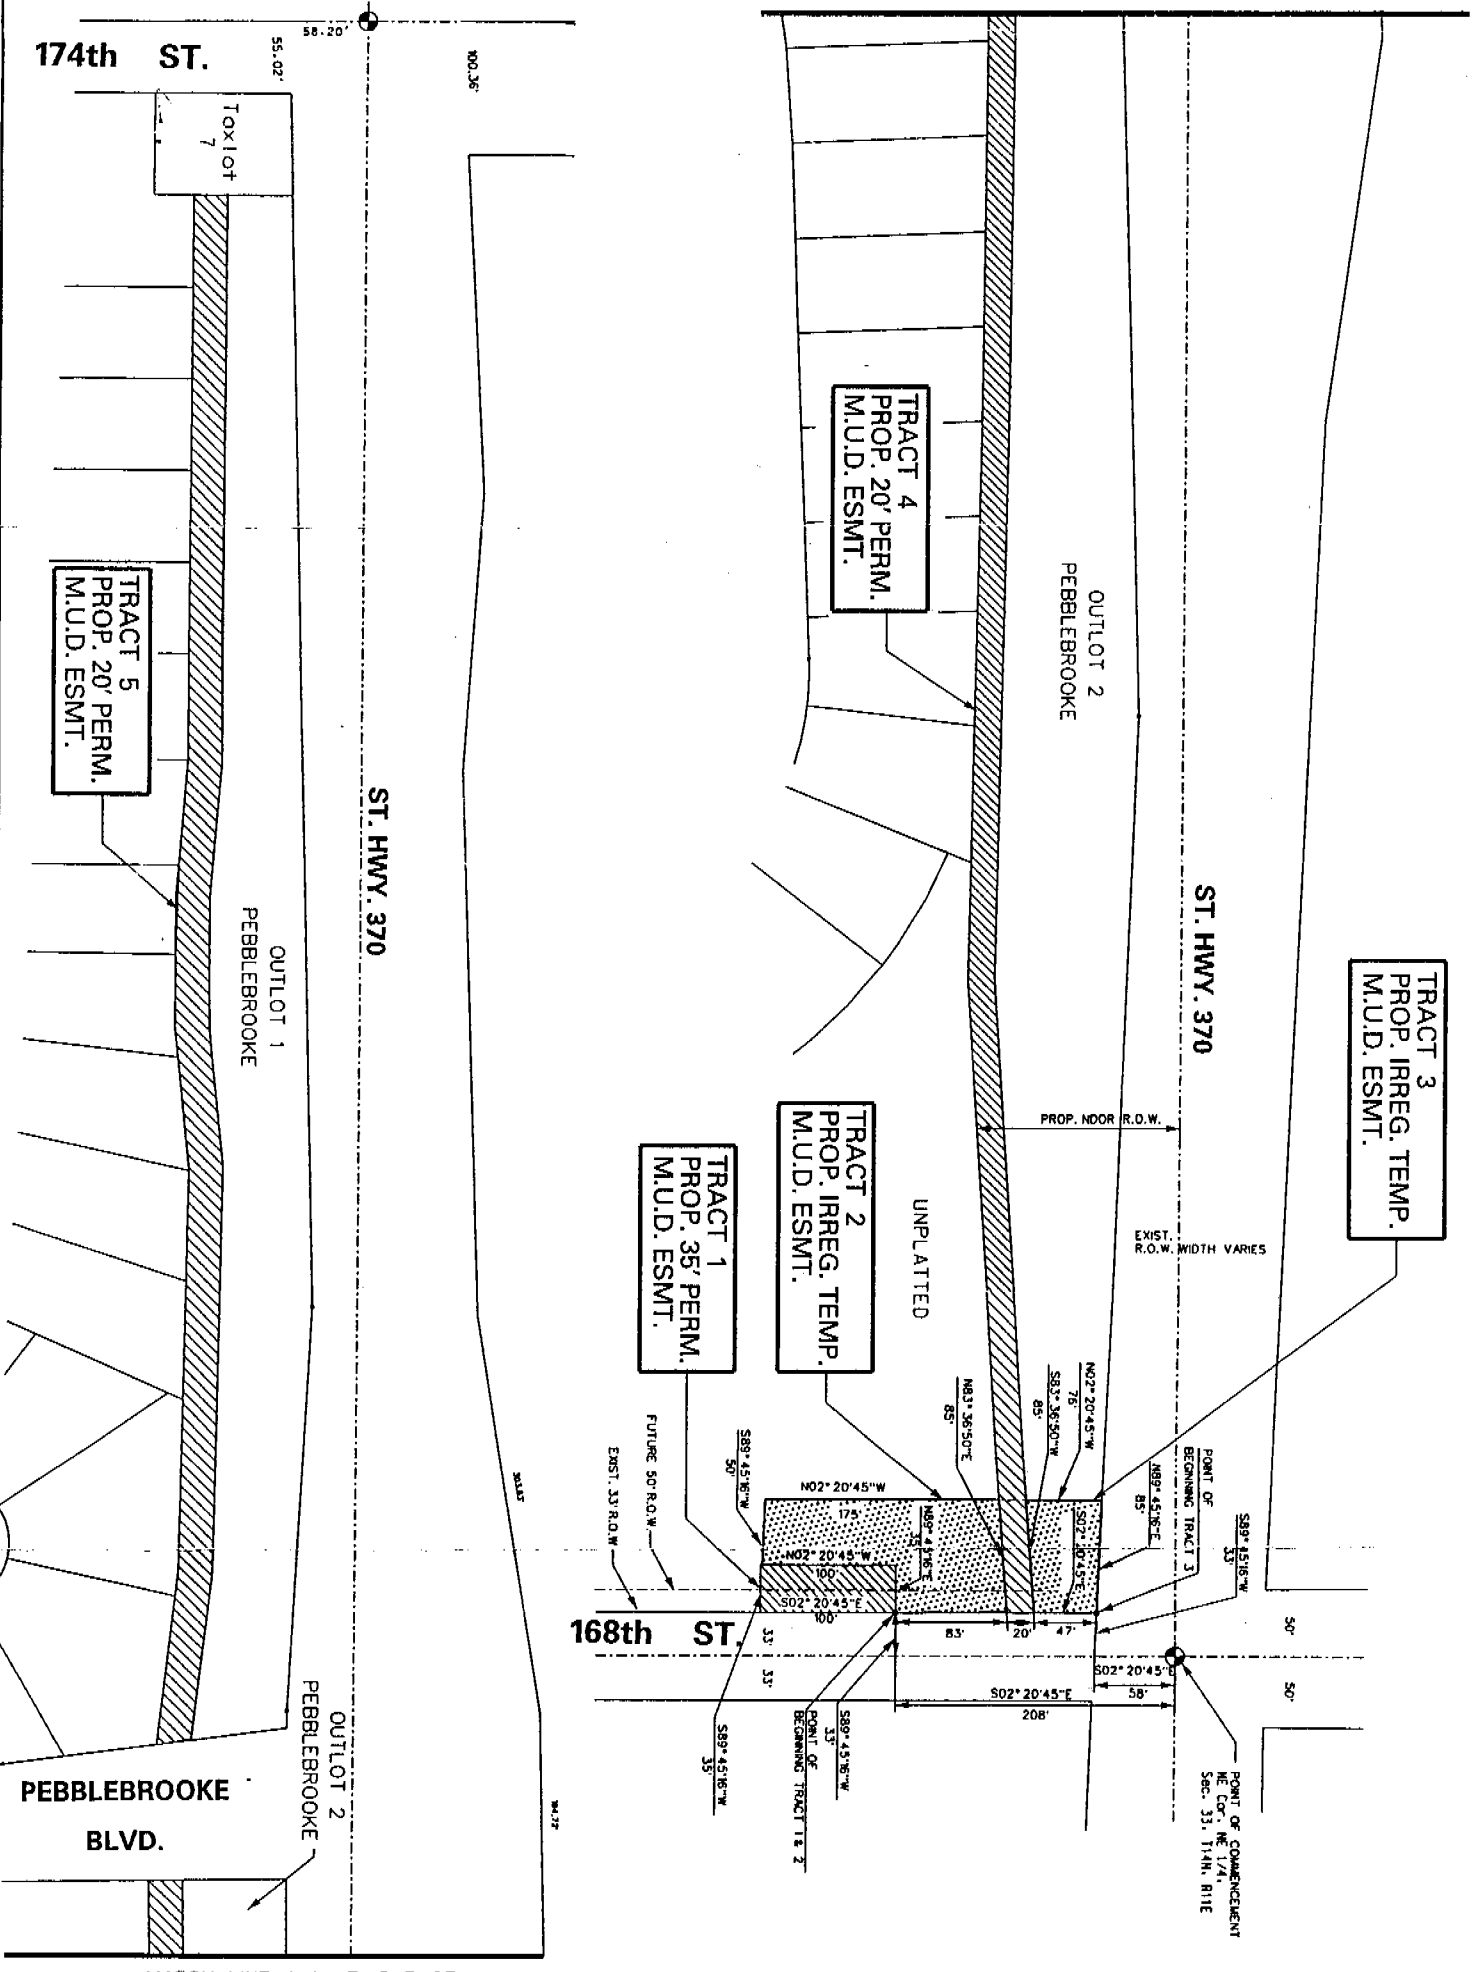 174th ST.
58.20'
55.02'
100.36'
Taxlot
7
TRACT 5
PROP. 20' PERM.
M.U.D. ESMT.
ST. HWY. 370
OUTLOT 1
PEBBLEBROOKE
OUTLOT 2
PEBBLEBROOKE
PEBBLEBROOKE
BLVD.
TRACT 4
PROP. 20' PERM.
M.U.D. ESMT.
OUTLOT 2
PEBBLEBROOKE
ST. HWY. 370
TRACT 3
PROP. IRREG. TEMP.
M.U.D. ESMT.
PROP. NDOR R.O.W.
EXIST.
R.O.W. WIDTH VARIES
UNPLATTED
TRACT 2
PROP. IRREG. TEMP.
M.U.D. ESMT.
TRACT 1
PROP. 35' PERM.
M.U.D. ESMT.
N02° 20'45"W
76'
S83° 36'50"W
85'
N83° 36'50"E
85'
POINT OF
BEGINNING TRACT 3
N89° 45'16"E
85'
S89° 45'16"W
33'
S89° 45'16"W
50'
FUTURE 50' R.O.W
EXIST. 33' R.O.W
N02° 20'45"W
175'
N89° 45'16"E
35'
S02° 20'45"E
N02° 20'45"W
100'
S02° 20'45"E
100'
168th ST.
33'
33'
83'
20'
47'
50'
50'
S02° 20'45"E
58'
S02° 20'45"E
208'
S89° 45'16"W
33'
POINT OF
BEGINNING TRACT 1 & 2
S89° 45'16"W
35'
POINT OF COMMENCEMENT
NE Cor. NE 1/4,
Sec. 33, T14N, R11E